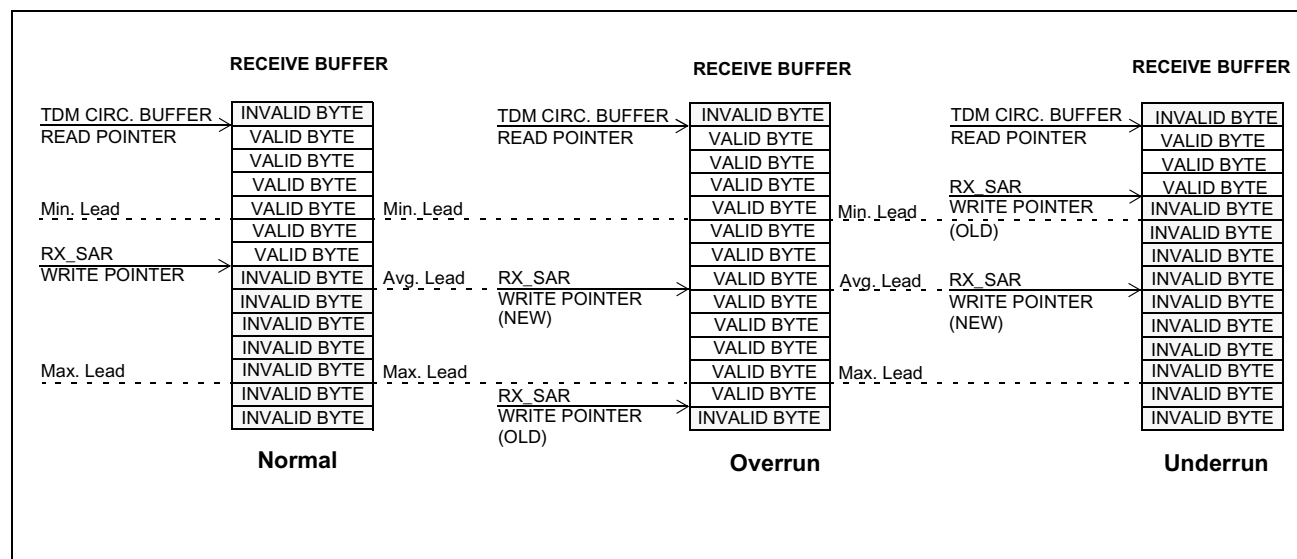 RECEIVE BUFFER
TDM CIRC. BUFFER
READ POINTER
INVALID BYTE
VALID BYTE
VALID BYTE
VALID BYTE
VALID BYTE
VALID BYTE
VALID BYTE
INVALID BYTE
INVALID BYTE
INVALID BYTE
INVALID BYTE
INVALID BYTE
INVALID BYTE
INVALID BYTE
Min. Lead
RX_SAR
WRITE POINTER
Max. Lead
Normal
Min. Lead
Avg. Lead
Max. Lead
RECEIVE BUFFER
TDM CIRC. BUFFER
READ POINTER
RX_SAR
WRITE POINTER
(NEW)
RX_SAR
WRITE POINTER
(OLD)
INVALID BYTE
VALID BYTE
VALID BYTE
VALID BYTE
VALID BYTE
VALID BYTE
VALID BYTE
VALID BYTE
VALID BYTE
VALID BYTE
VALID BYTE
VALID BYTE
VALID BYTE
INVALID BYTE
Overrun
Min. Lead
Avg. Lead
Max. Lead
RECEIVE BUFFER
TDM CIRC. BUFFER
READ POINTER
RX_SAR
WRITE POINTER
(OLD)
RX_SAR
WRITE POINTER
(NEW)
INVALID BYTE
VALID BYTE
VALID BYTE
VALID BYTE
INVALID BYTE
INVALID BYTE
INVALID BYTE
INVALID BYTE
INVALID BYTE
INVALID BYTE
INVALID BYTE
INVALID BYTE
INVALID BYTE
INVALID BYTE
Underrun